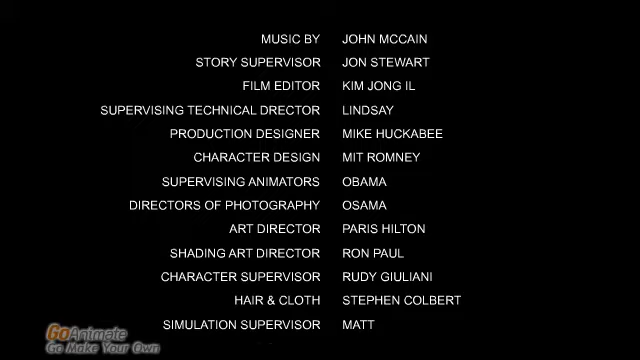 MUSIC BY JOHN MCCAIN
STORY SUPERVISOR JON STEWART
FILM EDITOR KIM JONG IL
SUPERVISING TECHNICAL DRECTOR LINDSAY
PRODUCTION DESIGNER MIKE HUCKABEE
CHARACTER DESIGN MIT ROMNEY
SUPERVISING ANIMATORS OBAMA
DIRECTORS OF PHOTOGRAPHY OSAMA
ART DIRECTOR PARIS HILTON
SHADING ART DIRECTOR RON PAUL
CHARACTER SUPERVISOR RUDY GIULIANI
HAIR & CLOTH STEPHEN COLBERT
SIMULATION SUPERVISOR MATT
GoAnimate
Go Make Your Own